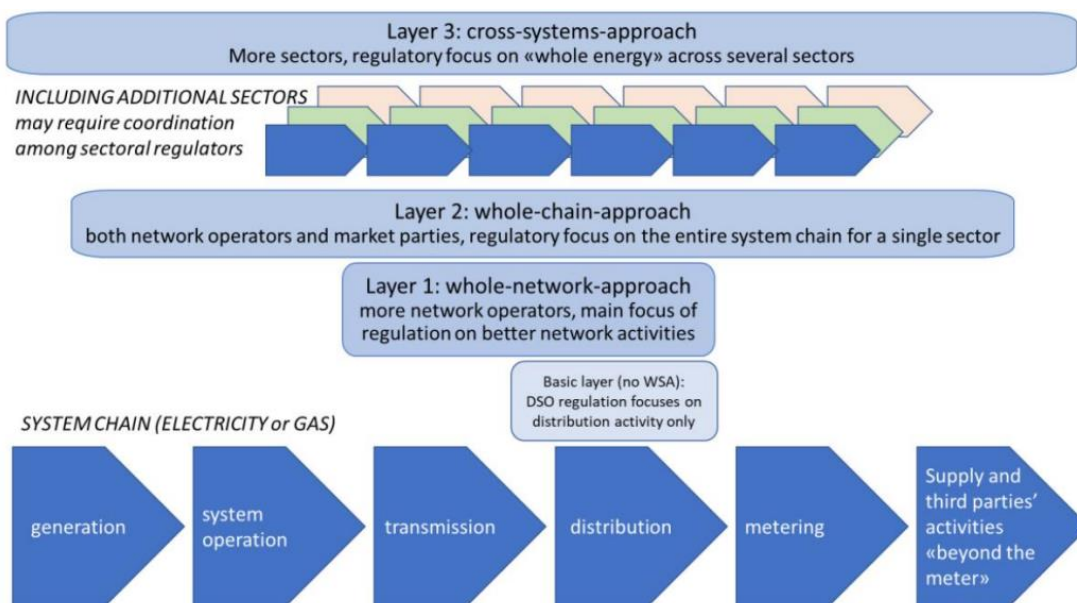 Layer 3: cross-systems-approach
More sectors, regulatory focus on «whole energy» across several sectors
INCLUDING ADDITIONAL SECTORS
may require coordination
among sectoral regulators
Layer 2: whole-chain-approach
both network operators and market parties, regulatory focus on the entire system chain for a single sector
Layer 1: whole-network-approach
more network operators, main focus of
regulation on better network activities
Basic layer (no WSA):
DSO regulation focuses on
distribution activity only
SYSTEM CHAIN (ELECTRICITY or GAS)
generation
system
operation
transmission
distribution
metering
Supply and
third parties’
activities
«beyond the
meter»